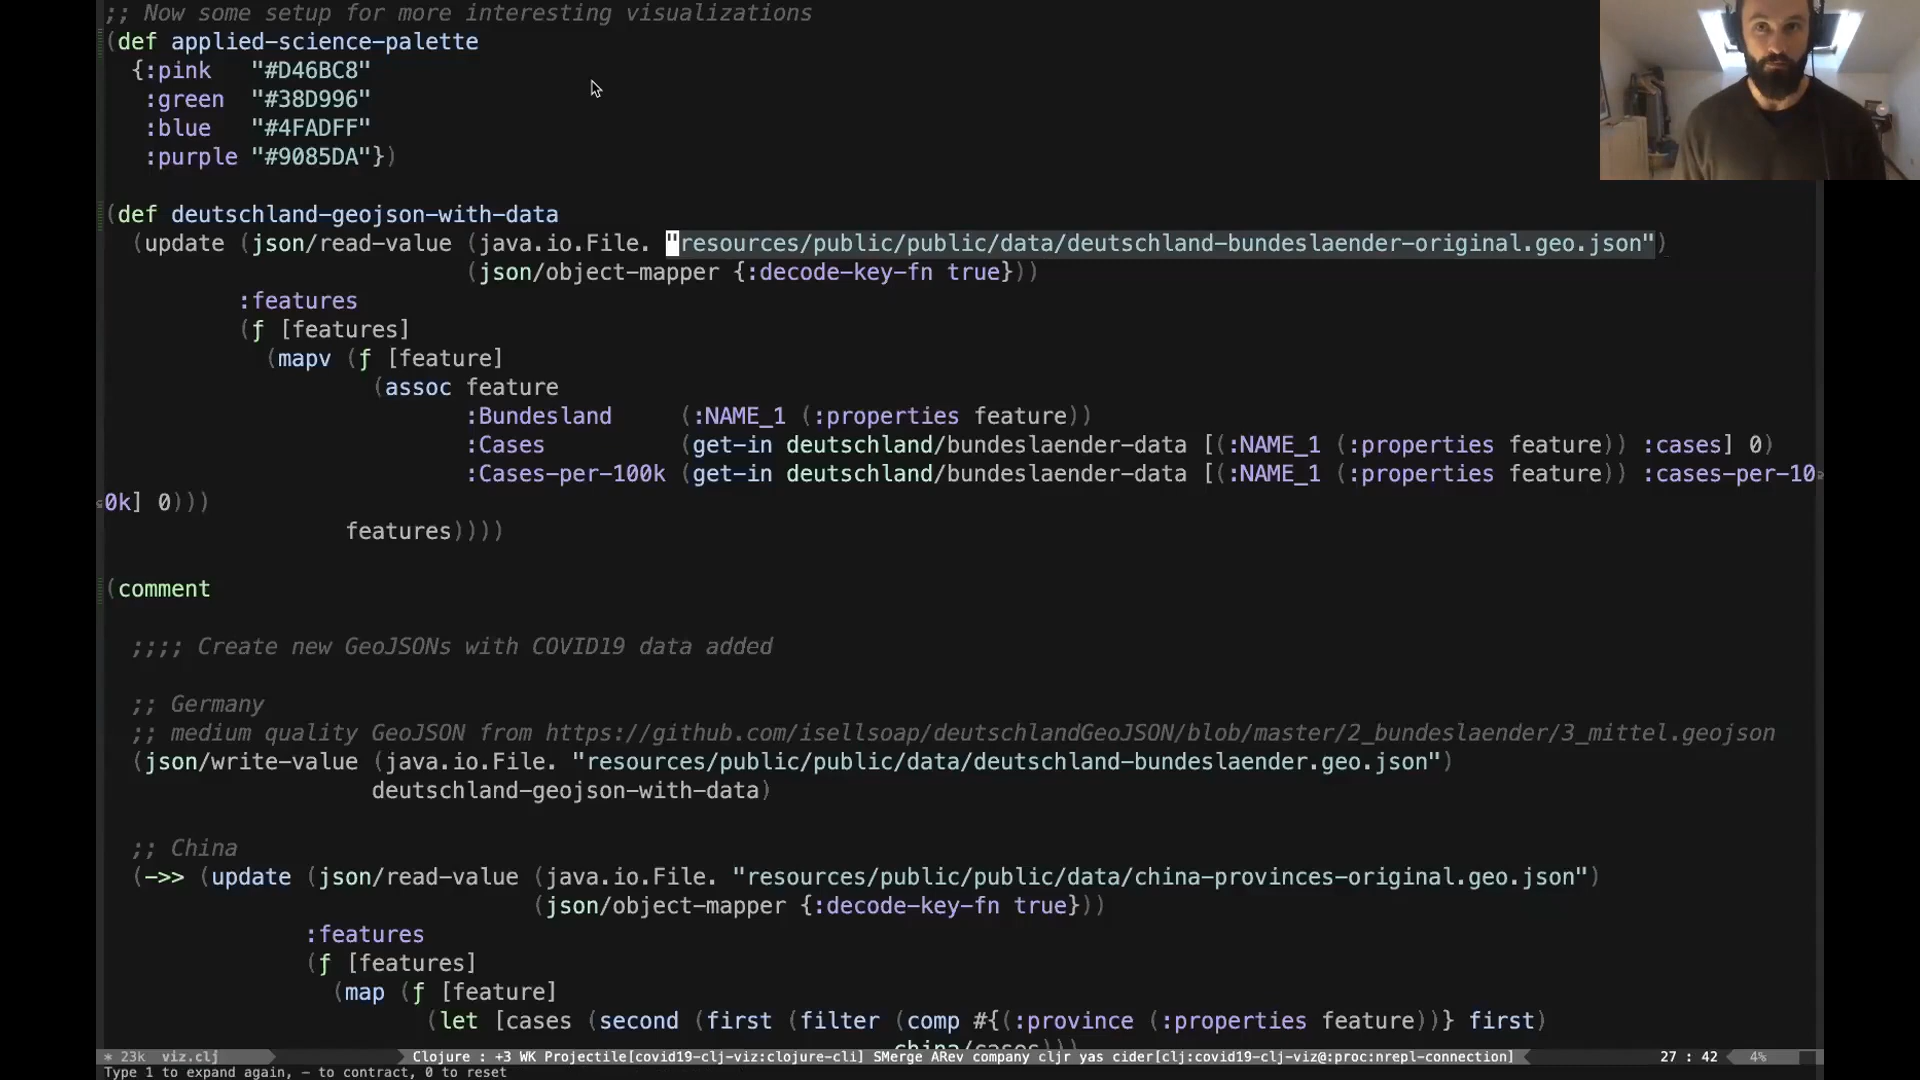 ;; Now some setup for more interesting visualizations
(def applied-science-palette
{:pink "#D46BC8"
:green "#38D996"
:blue "#4FADFF"
:purple "#9085DA"})
(def deutschland-geojson-with-data
(update (json/read-value (java.io.File. "resources/public/public/data/deutschland-bundeslaender-original.geo.json")
(json/object-mapper {:decode-key-fn true}))
:features
(ƒ [features]
(mapv (ƒ [feature]
(assoc feature
:Bundesland (:NAME_1 (:properties feature))
:Cases (get-in deutschland/bundeslaender-data [(:NAME_1 (:properties feature)) :cases] 0)
:Cases-per-100k (get-in deutschland/bundeslaender-data [(:NAME_1 (:properties feature)) :cases-per-10
0k] 0)))
features))))
(comment
;;;; Create new GeoJSONs with COVID19 data added
;; Germany
;; medium quality GeoJSON from https://github.com/isellsoap/deutschlandGeoJSON/blob/master/2_bundeslaender/3_mittel.geojson
(json/write-value (java.io.File. "resources/public/public/data/deutschland-bundeslaender.geo.json")
deutschland-geojson-with-data)
;; China
(->> (update (json/read-value (java.io.File. "resources/public/public/data/china-provinces-original.geo.json")
(json/object-mapper {:decode-key-fn true}))
:features
(ƒ [features]
(map (ƒ [feature]
(let [cases (second (first (filter (comp #{(:province (:properties feature))} first)
china/cases)))
* 23k viz.clj Clojure : +3 WK Projectile[covid19-clj-viz:clojure-cli] SMerge ARev company cljr yas cider[clj:covid19-clj-viz@:proc:nrepl-connection] 27 : 42 4%
Type 1 to expand again, - to contract, 0 to reset